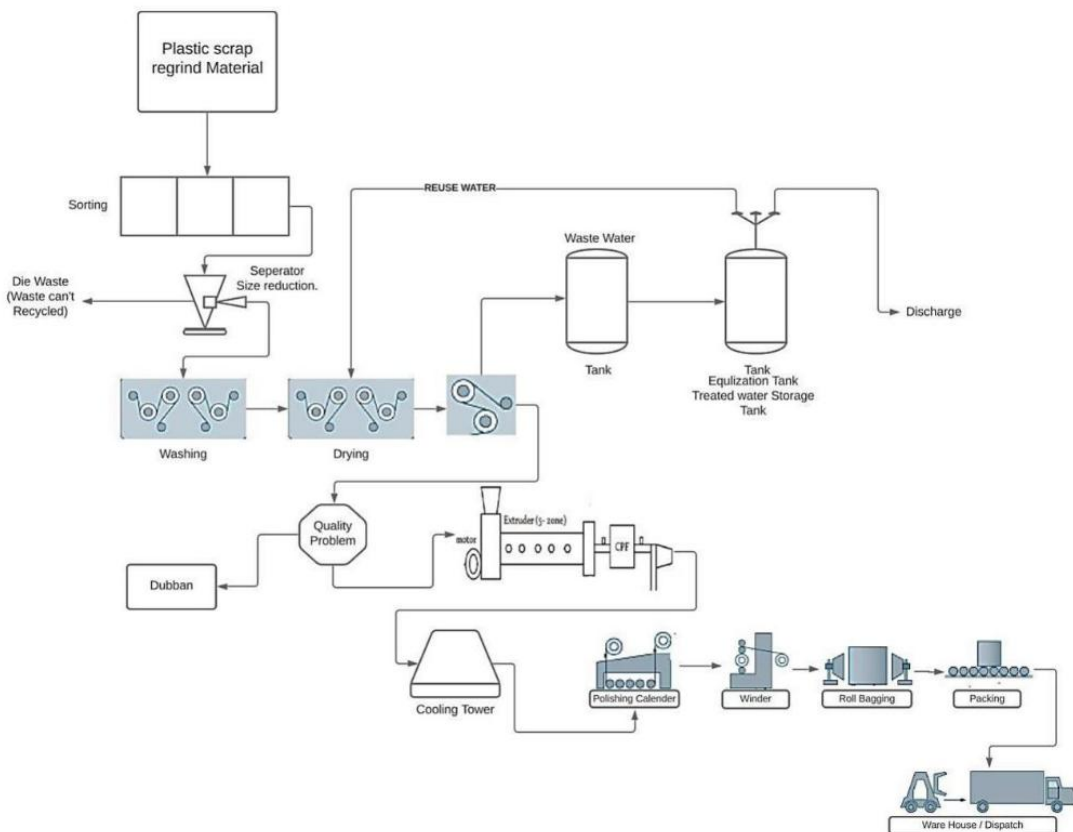 Plastic scrap
regrind Material
Sorting
REUSE WATER
Waste Water
Seperator
Size reduction.
Die Waste
(Waste can't
Recycled)
Discharge
Tank
Tank
Equlization Tank
Treated water Storage
Tank
Washing
Drying
Quality
Problem
Extruder (5- zone)
motor
CPF
Dubban
Cooling Tower
Polishing Calender
Winder
Roll Bagging
Packing
Ware House / Dispatch